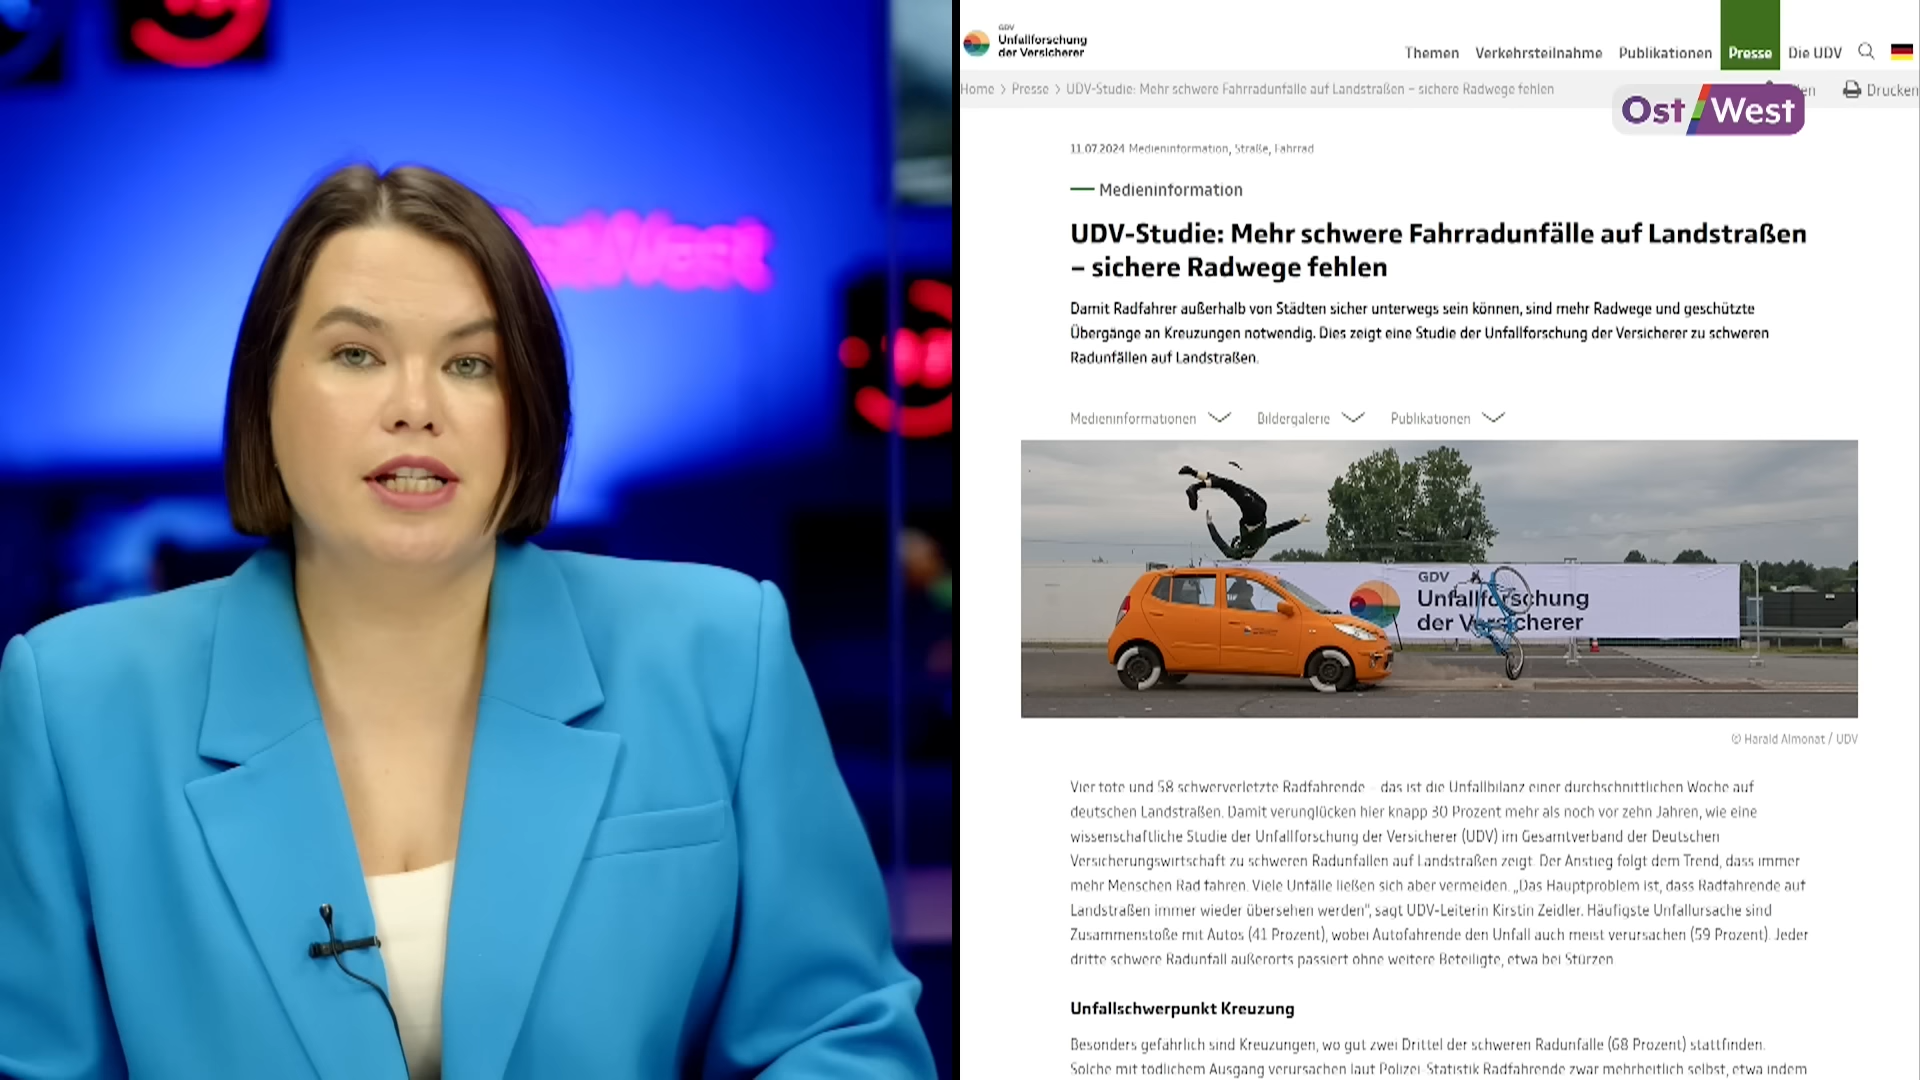 OstWest
GDV
Unfallforschung
der Versicherer
Themen Verkehrsteilnahme Publikationen Presse Die UDV
Home > Presse > UDV-Studie: Mehr schwere Fahrradunfälle auf Landstraßen – sichere Radwege fehlen
Drucken
Ost/West
11.07.2024 Medieninformation, Straße, Fahrrad
Medieninformation
UDV-Studie: Mehr schwere Fahrradunfälle auf Landstraßen
– sichere Radwege fehlen
Damit Radfahrer außerhalb von Städten sicher unterwegs sein können, sind mehr Radwege und geschützte
Übergänge an Kreuzungen notwendig. Dies zeigt eine Studie der Unfallforschung der Versicherer zu schweren
Radunfällen auf Landstraßen.
Medieninformationen Bildergalerie Publikationen
GDV
Unfallforschung
der Versicherer
© Harald Almonat / UDV
Vier tote und 58 schwerverletzte Radfahrende – das ist die Unfallbilanz einer durchschnittlichen Woche auf
deutschen Landstraßen. Damit verunglücken hier knapp 30 Prozent mehr als noch vor zehn Jahren, wie eine
wissenschaftliche Studie der Unfallforschung der Versicherer (UDV) im Gesamtverband der Deutschen
Versicherungswirtschaft zu schweren Radunfällen auf Landstraßen zeigt. Der Anstieg folgt dem Trend, dass immer
mehr Menschen Rad fahren. Viele Unfälle ließen sich aber vermeiden. „Das Hauptproblem ist, dass Radfahrende auf
Landstraßen immer wieder übersehen werden“, sagt UDV-Leiterin Kirstin Zeidler. Häufigste Unfallursache sind
Zusammenstöße mit Autos (41 Prozent), wobei Autofahrende den Unfall auch meist verursachen (59 Prozent). Jeder
dritte schwere Radunfall außerorts passiert ohne weitere Beteiligte, etwa bei Stürzen
Unfallschwerpunkt Kreuzung
Besonders gefährlich sind Kreuzungen, wo gut zwei Drittel der schweren Radunfälle (68 Prozent) stattfinden.
Solche mit tödlichem Ausgang verursachen laut Polizei-Statistik Radfahrende zwar mehrheitlich selbst, etwa indem